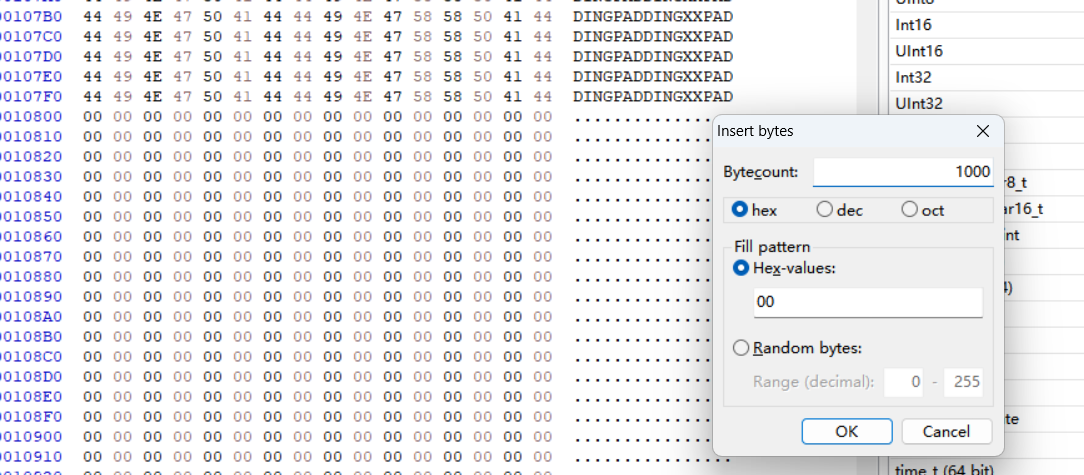 00107B0 44 49 4E 47 50 41 44 44 49 4E 47 58 58 50 41 44 DINGPADDINGXXPAD
00107C0 44 49 4E 47 50 41 44 44 49 4E 47 58 58 50 41 44 DINGPADDINGXXPAD
00107D0 44 49 4E 47 50 41 44 44 49 4E 47 58 58 50 41 44 DINGPADDINGXXPAD
00107E0 44 49 4E 47 50 41 44 44 49 4E 47 58 58 50 41 44 DINGPADDINGXXPAD
00107F0 44 49 4E 47 50 41 44 44 49 4E 47 58 58 50 41 44 DINGPADDINGXXPAD
0010800 00 00 00 00 00 00 00 00 00 00 00 00 00 00 00 00 ................
0010810 00 00 00 00 00 00 00 00 00 00 00 00 00 00 00 00 ..............
0010820 00 00 00 00 00 00 00 00 00 00 00 00 00 00 00 00 ..............
0010830 00 00 00 00 00 00 00 00 00 00 00 00 00 00 00 00 ..............
0010840 00 00 00 00 00 00 00 00 00 00 00 00 00 00 00 00 ..............
0010850 00 00 00 00 00 00 00 00 00 00 00 00 00 00 00 00 ..............
0010860 00 00 00 00 00 00 00 00 00 00 00 00 00 00 00 00 ..............
0010870 00 00 00 00 00 00 00 00 00 00 00 00 00 00 00 00 ..............
0010880 00 00 00 00 00 00 00 00 00 00 00 00 00 00 00 00 ..............
0010890 00 00 00 00 00 00 00 00 00 00 00 00 00 00 00 00 ..............
00108A0 00 00 00 00 00 00 00 00 00 00 00 00 00 00 00 00 ..............
00108B0 00 00 00 00 00 00 00 00 00 00 00 00 00 00 00 00 ..............
00108C0 00 00 00 00 00 00 00 00 00 00 00 00 00 00 00 00 ..............
00108D0 00 00 00 00 00 00 00 00 00 00 00 00 00 00 00 00 ..............
00108E0 00 00 00 00 00 00 00 00 00 00 00 00 00 00 00 00 ..............
00108F0 00 00 00 00 00 00 00 00 00 00 00 00 00 00 00 00 ..............
0010900 00 00 00 00 00 00 00 00 00 00 00 00 00 00 00 00 ..............
0010910 00 00 00 00 00 00 00 00 00 00 00 00 00 00 00 00 ................
Int16
UInt16
Int32
UInt32
Insert bytes
Bytecount: 1000
hex dec oct
Fill pattern
Hex-values:
00
Random bytes:
Range (decimal): 0 - 255
OK Cancel
r8_t
ar16_t
int
)
te
time_t (64 bit)